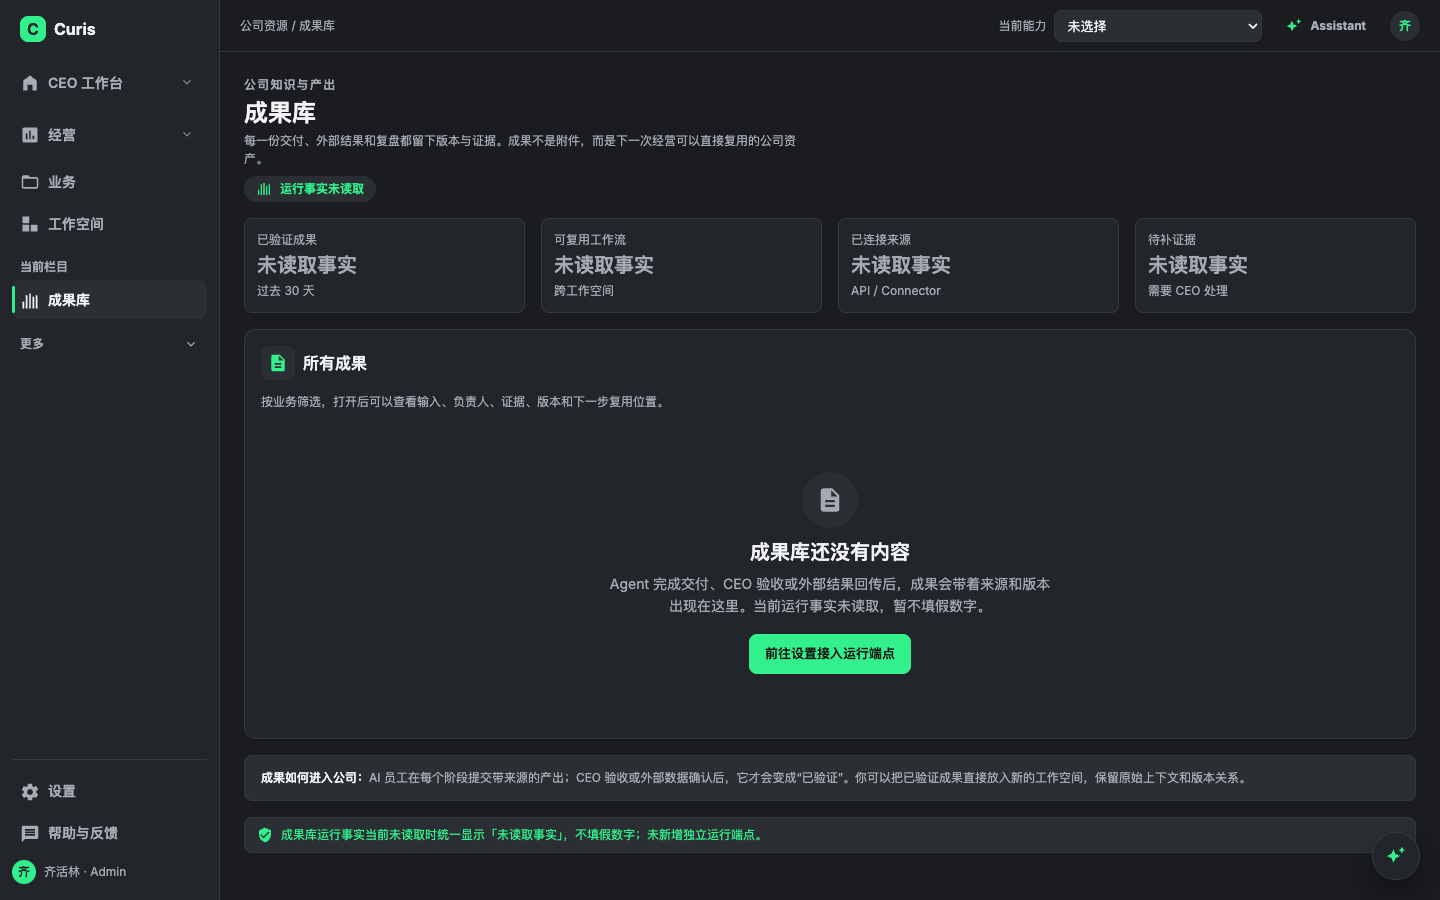 C Curis
CEO 工作台
经营
业务
工作空间
当前栏目
成果库
更多
设置
帮助与反馈
齐 齐活林 · Admin
公司资源 / 成果库
当前能力 未选择 Assistant 齐
公司知识与产出
成果库
每一份交付、外部结果和复盘都留下版本与证据。成果不是附件，而是下一次经营可以直接复用的公司资
产。
运行事实未读取
已验证成果
未读取事实
过去 30 天
可复用工作流
未读取事实
跨工作空间
已连接来源
未读取事实
API / Connector
待补证据
未读取事实
需要 CEO 处理
所有成果
按业务筛选，打开后可以查看输入、负责人、证据、版本和下一步复用位置。
成果库还没有内容
Agent 完成交付、CEO 验收或外部结果回传后，成果会带着来源和版本
出现在这里。当前运行事实未读取，暂不填假数字。
前往设置接入运行端点
成果如何进入公司：AI 员工在每个阶段提交带来源的产出；CEO 验收或外部数据确认后，它才会变成“已验证”。你可以把已验证成果直接放入新的工作空间，保留原始上下文和版本关系。
成果库运行事实当前未读取时统一显示「未读取事实」，不填假数字；未新增独立运行端点。